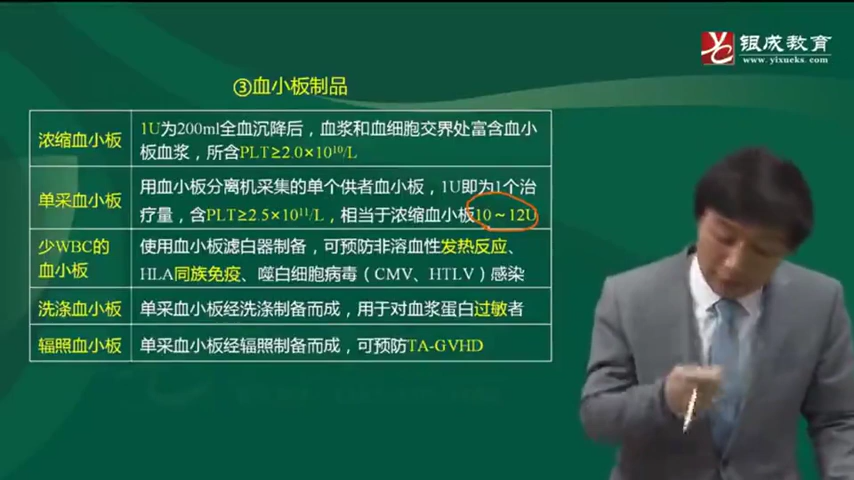 银成教育
www.yixueks.com
③血小板制品
浓缩血小板
1U为200ml全血沉降后，血浆和血细胞交界处富含血小
板血浆，所含PLT≥2.0×10¹⁰/L
单采血小板
用血小板分离机采集的单个供者血小板，1U即为1个治
疗量，含PLT≥2.5×10¹¹/L，相当于浓缩血小板10～12U
少WBC的
血小板
使用血小板滤白器制备，可预防非溶血性发热反应、
HLA同族免疫、噬白细胞病毒（CMV、HTLV）感染
洗涤血小板
单采血小板经洗涤制备而成，用于对血浆蛋白过敏者
辐照血小板
单采血小板经辐照制备而成，可预防TA-GVHD